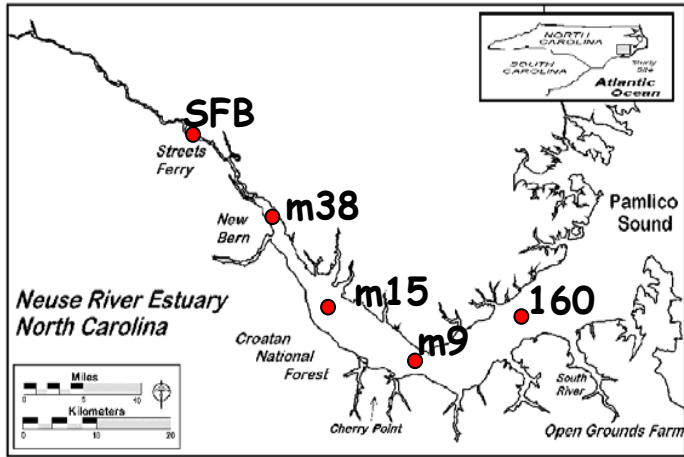 NORTH
CAROLINA
SOUTH
CAROLINA
Study
Site
Atlantic
Ocean
SFB
Streets
Ferry
m38
New
Bern
Pamlico
Sound
m15
160
Neuse River Estuary
North Carolina
Croatan
National
Forest
m9
Miles
0 5 10
Kilometers
0 10 20
South
River
Cherry Point
Open Grounds Farm